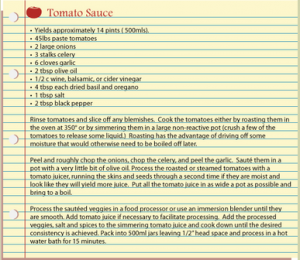 Tomato Sauce
• Yields approximately 14 pints ( 500mls).
• 45lbs paste tomatoes
• 2 large onions
• 3 stalks celery
• 6 cloves garlic
• 2 tbsp olive oil
• 1/2 c wine, balsamic, or cider vinegar
• 4 tbsp each dried basil and oregano
• 1 tbsp salt
• 2 tbsp black pepper
Rinse tomatoes and slice off any blemishes. Cook the tomatoes either by roasting them in
the oven at 350° or by simmering them in a large non-reactive pot (crush a few of the
tomatoes to release some liquid.) Roasting has the advantage of driving off some
moisture that would otherwise need to be boiled off later.
Peel and roughly chop the onions, chop the celery, and peel the garlic. Sauté them in a
pot with a very little bit of olive oil. Process the roasted or steamed tomatoes with a
tomato juicer, running the skins and seeds through a second time if they are moist and
look like they will yield more juice. Put all the tomato juice in as wide a pot as possible and
bring to a boil.
Process the sautéed veggies in a food processor or use an immersion blender until they
are smooth. Add tomato juice if necessary to facilitate processing. Add the processed
veggies, salt and spices to the simmering tomato juice and cook down until the desired
consistency is achieved. Pack into 500ml jars leaving 1/2" head space and process in a hot
water bath for 15 minutes.